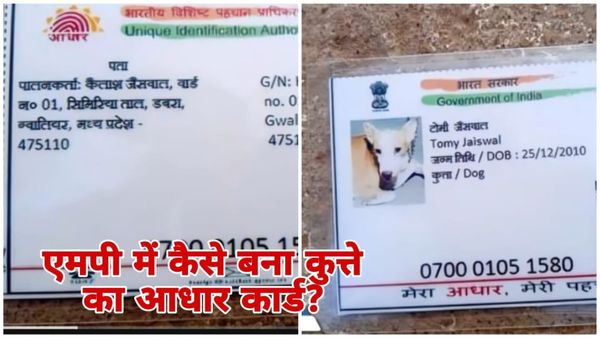 भारतीय विशिष्ट पहचान प्राधिकर
Unique Identification Autho
आधार
पता
पालनकर्ता: कैलाश जैसवाल, वार्ड
न० 01, सिमिरिया ताल, डबरा,
ग्वालियर, मध्य प्रदेश -
475110
G/N:
no. 0
Gwal
47511
0700 0105 15
भारत सरकार
Government of India
टोमी जैसवाल
Tomy Jaiswal
जन्म तिथि / DOB : 25/12/2010
कुत्ता / Dog
0700 0105 1580
मेरा आधार, मेरी पह
एमपी में कैसे बना कुत्ते
का आधार कार्ड?